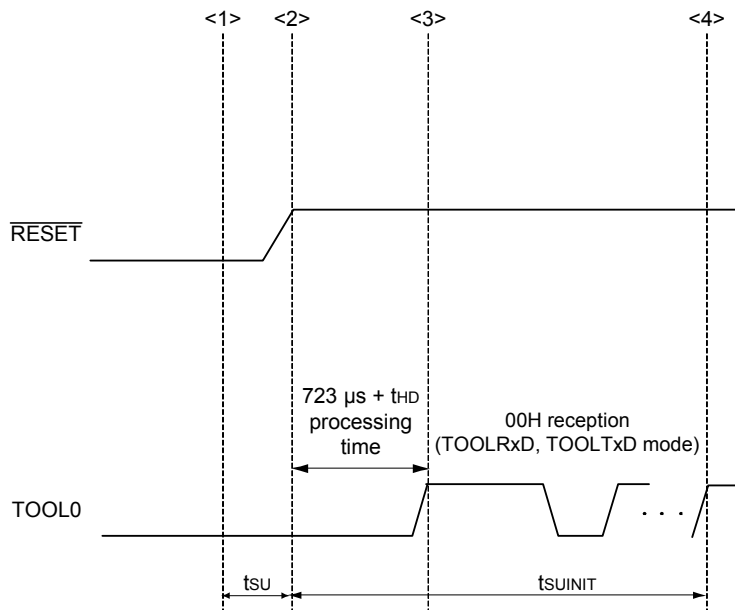 <1> <2> <3> <4>
RESET
723 µs + tHD
processing
time
00H reception
(TOOLRxD, TOOLTxD mode)
TOOL0
. . .
tSU
tSUINIT